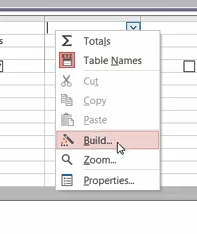 s
Totals
Table Names
Cut
Copy
Paste
Build...
Zoom...
Properties...